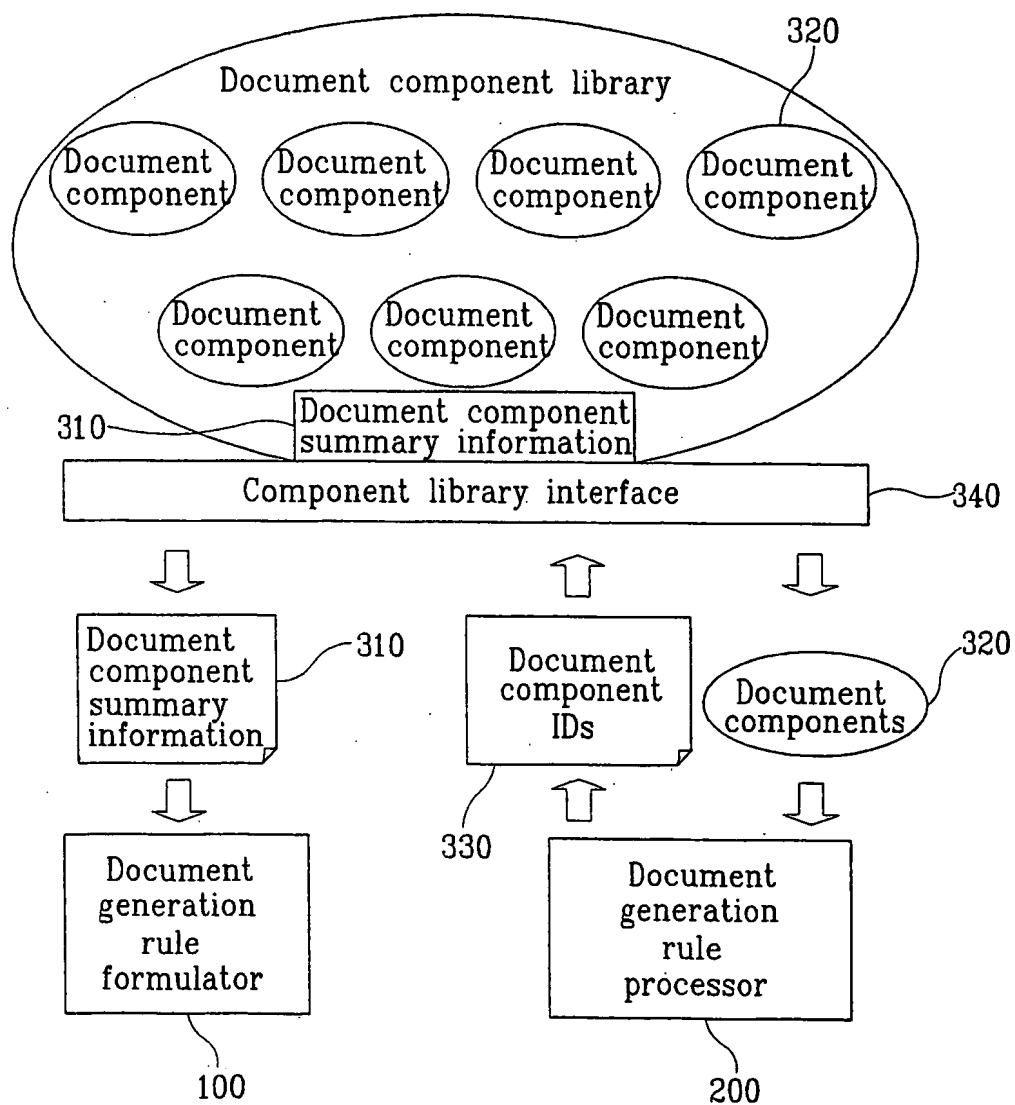 320
Document component library
Document
component
Document
component
Document
component
Document
component
Document
component
Document
component
Document
component
310
Document component
summary information
Component library interface
340
Document
component
summary
information
310
Document
component
IDs
330
Document
components
320
Document
generation
rule
formulator
100
Document
generation
rule
processor
200